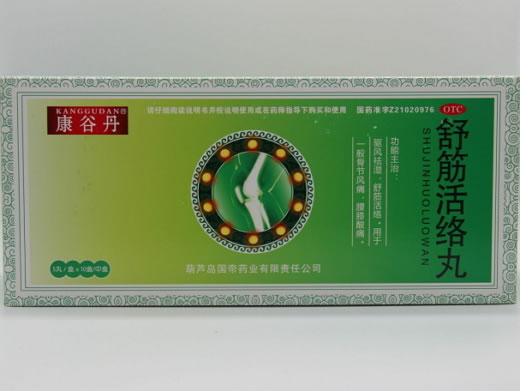 KANGGUDAN®
康谷丹
请仔细阅读说明书并按说明使用或在药师指导下购买和使用
国药准字Z21020976
OTC
舒筋活络丸
SHUJINHUOLUOWAN
功能主治：
驱风祛湿，舒筋活络。用于
一般骨节风痛，腰膝酸痛。
5丸/盒×10盒/中盒
葫芦岛国帝药业有限责任公司